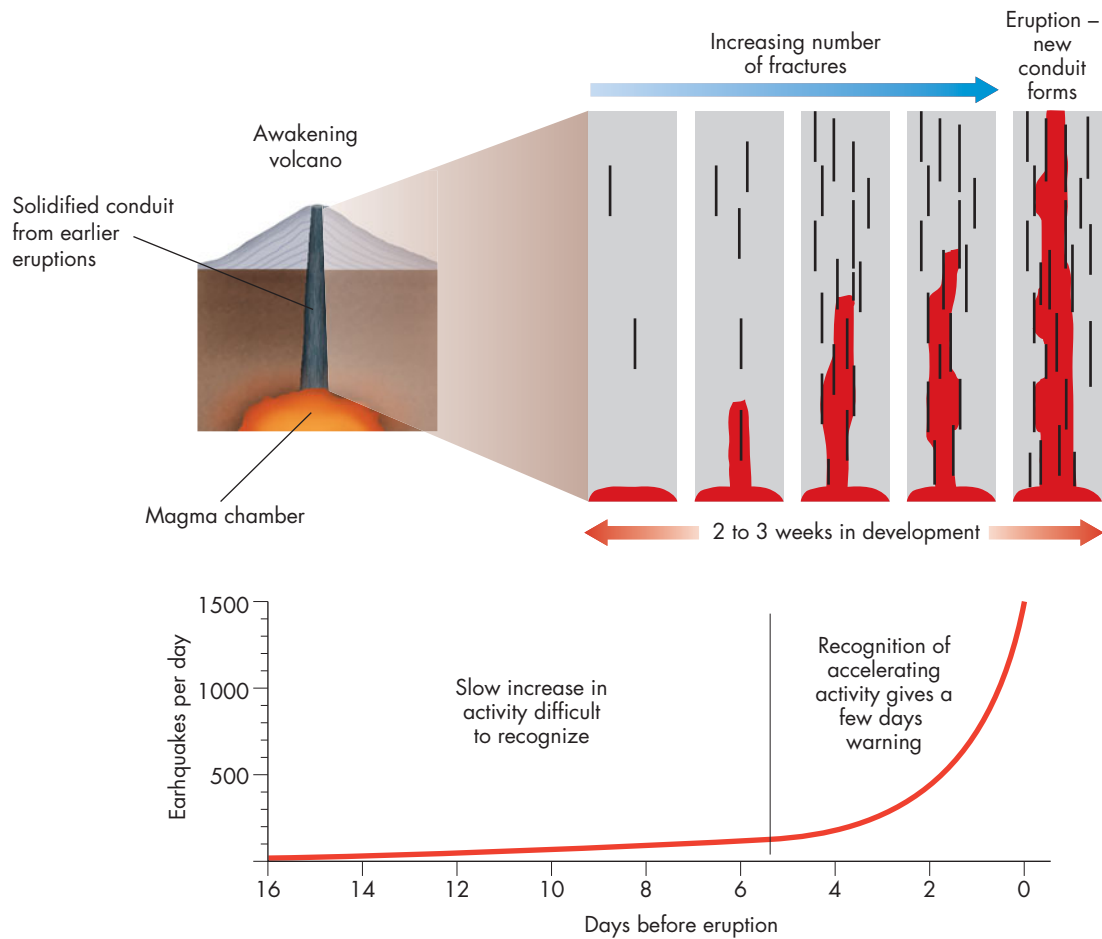 Increasing number
of fractures
Eruption –
new
conduit
forms
Awakening
volcano
Solidified conduit
from earlier
eruptions
Magma chamber
2 to 3 weeks in development
Earhquakes per day
1500
1000
500
Slow increase in
activity difficult
to recognize
Recognition of
accelerating
activity gives a
few days
warning
16 14 12 10 8 6 4 2 0
Days before eruption